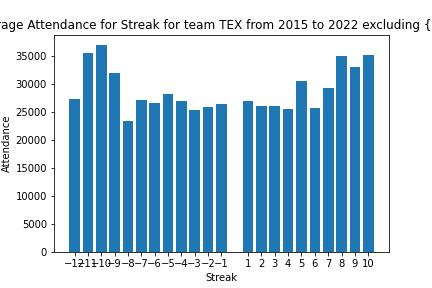 rage Attendance for Streak for team TEX from 2015 to 2022 excluding {
35000
30000
25000
20000
15000
10000
5000
0
Attendance
−12 −11 −10 −9 −8 −7 −6 −5 −4 −3 −2 −1 1 2 3 4 5 6 7 8 9 10
Streak